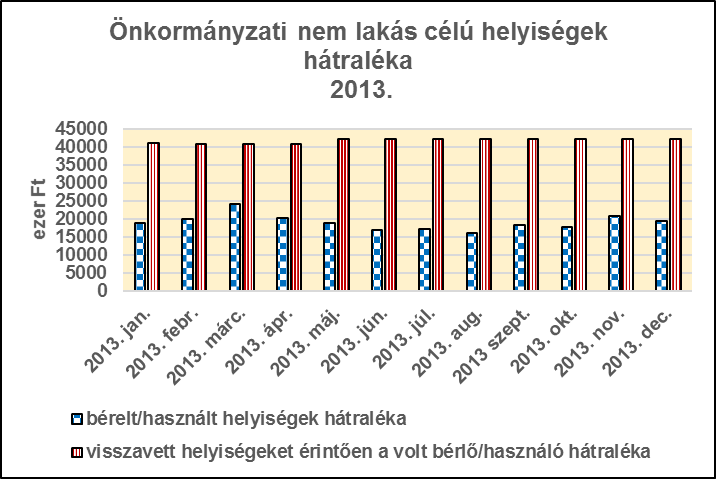 Önkormányzati nem lakás célú helyiségek
hátraléka
2013.
ezer Ft
45000
40000
35000
30000
25000
20000
15000
10000
5000
0
2013. jan.
2013. febr.
2013. márc.
2013. ápr.
2013. máj.
2013. jún.
2013. júl.
2013. aug.
2013 szept.
2013. okt.
2013. nov.
2013. dec.
bérelt/használt helyiségek hátraléka
visszavett helyiségeket érintően a volt bérlő/használó hátraléka